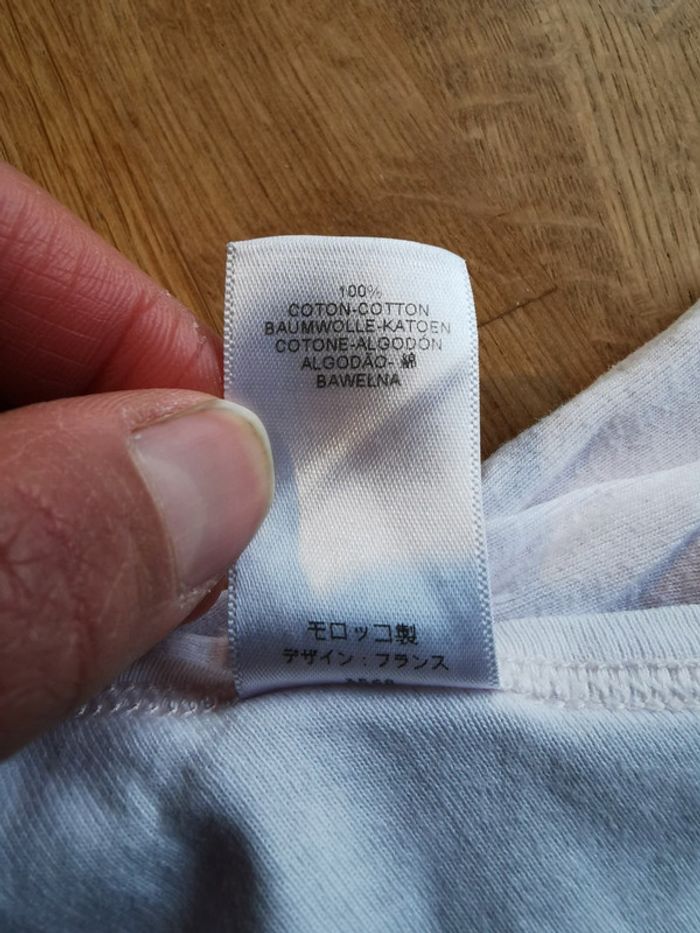 100%
COTON-COTTON
BAUMWOLLE-KATOEN
COTONE-ALGODÓN
ALGODÃO- 綿
BAWEŁNA
モロッコ製
デザイン : フランス